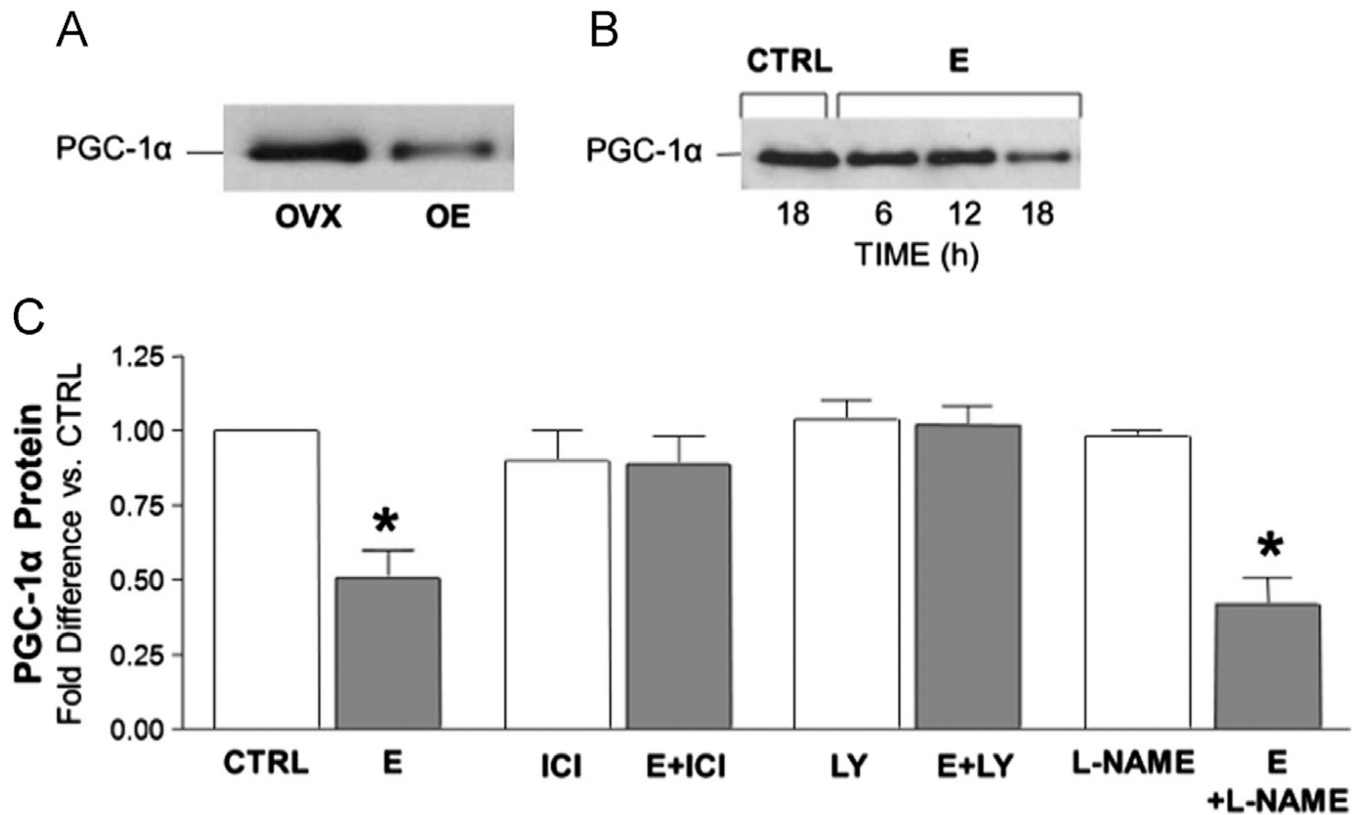 A
PGC-1α
OVX OE
B
CTRL E
PGC-1α
18 6 12 18
TIME (h)
C
PGC-1α Protein
Fold Difference vs. CTRL
1.25
1.00
0.75
0.50
0.25
0.00
*
*
CTRL E ICI E+ICI LY E+LY L-NAME E
+L-NAME